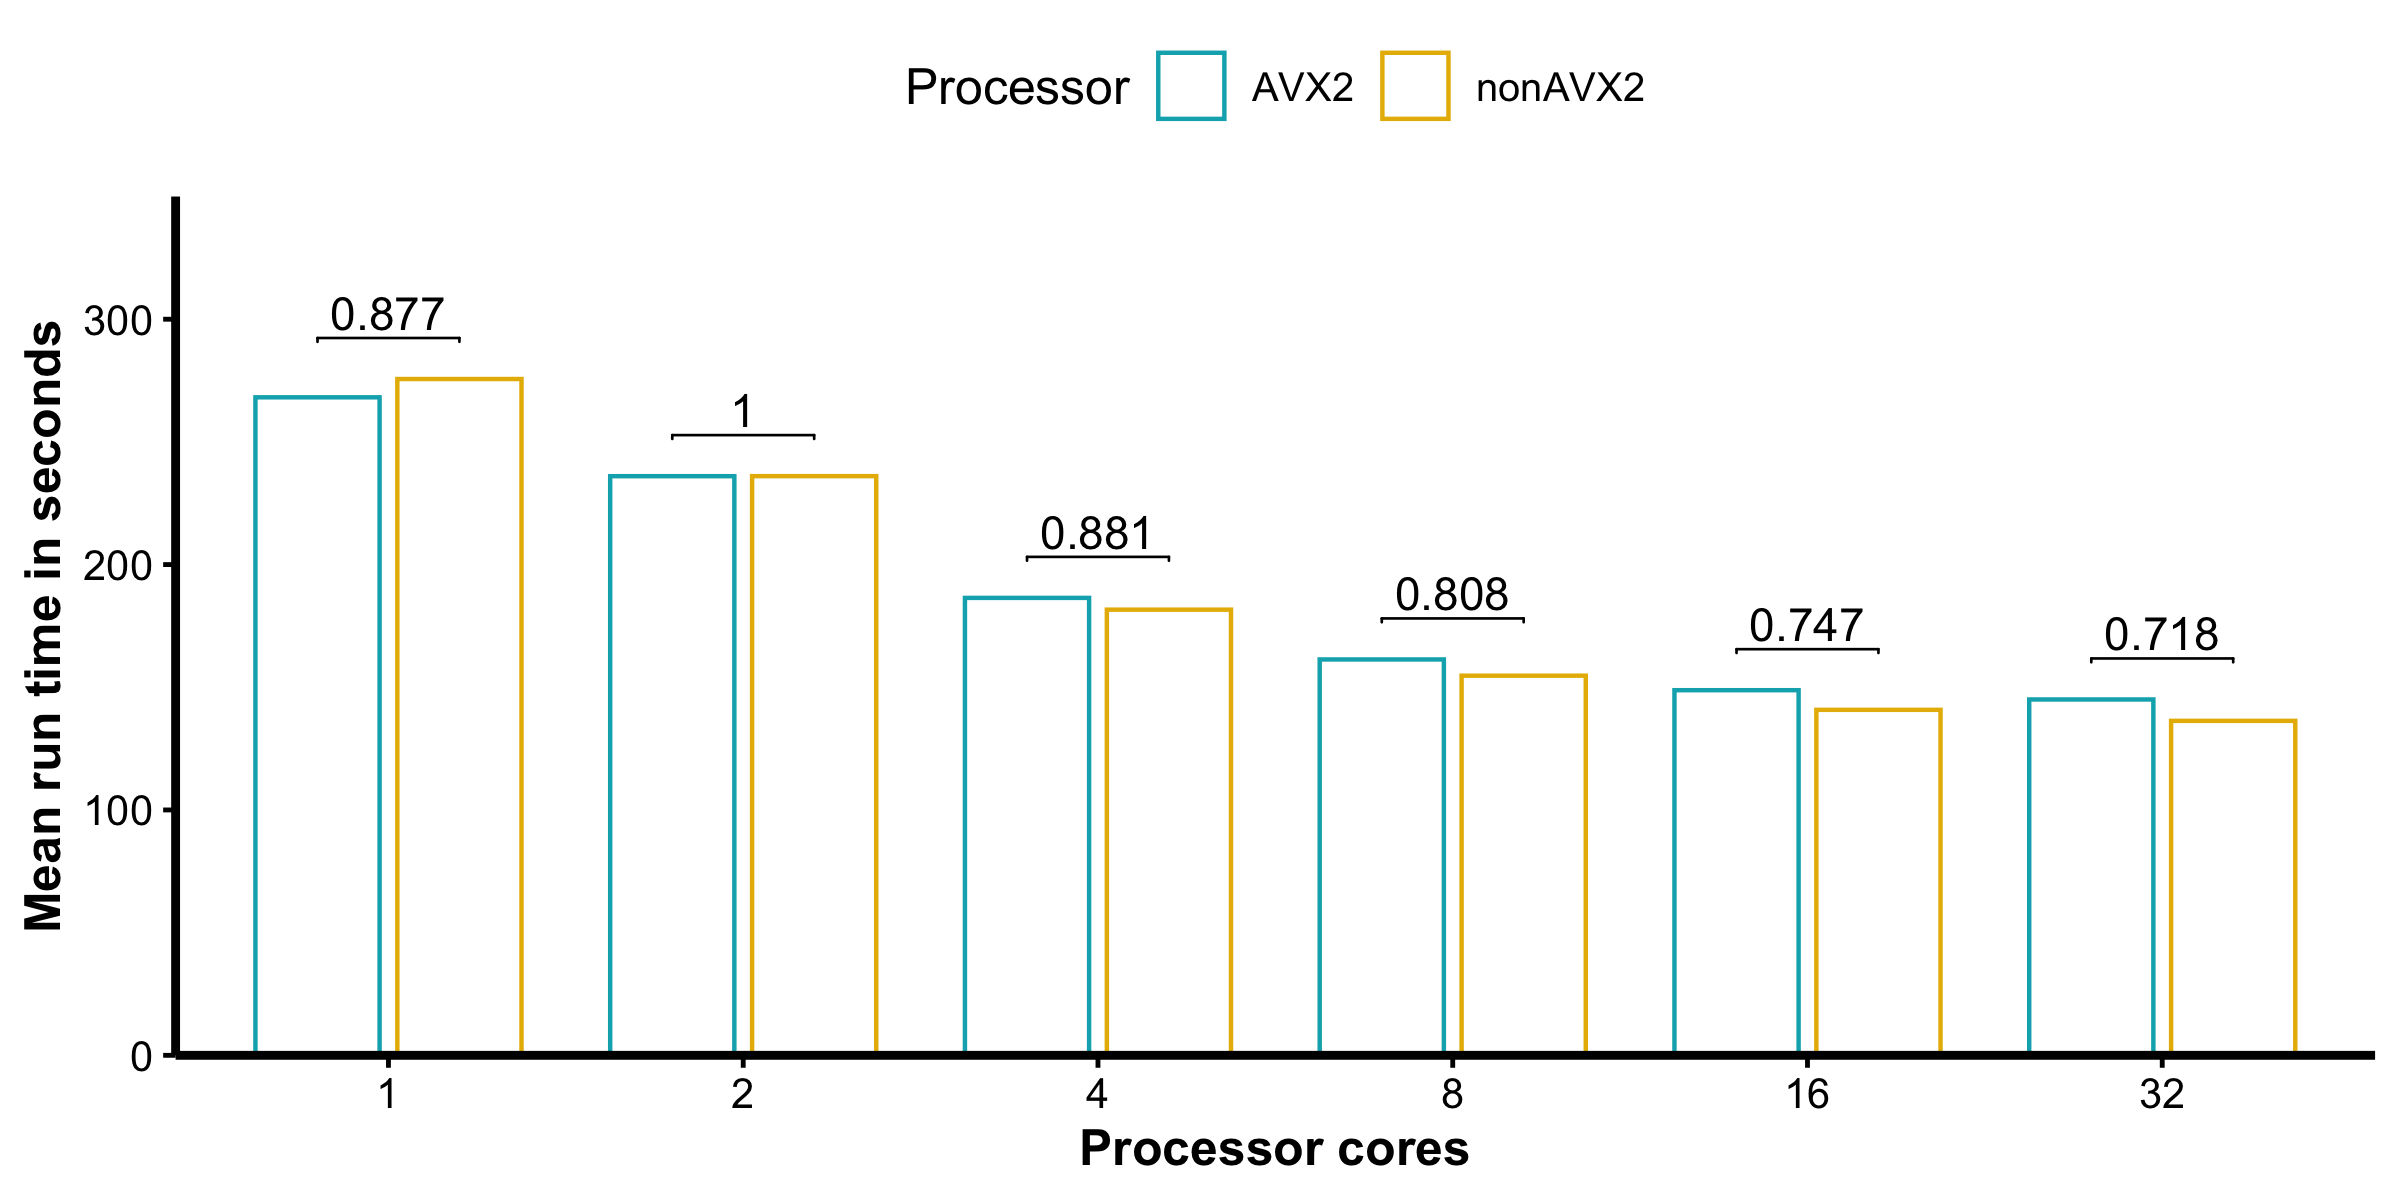 Processor AVX2 nonAVX2
Mean run time in seconds
300
200
100
0
0.877
1
0.881
0.808
0.747
0.718
1 2 4 8 16 32
Processor cores